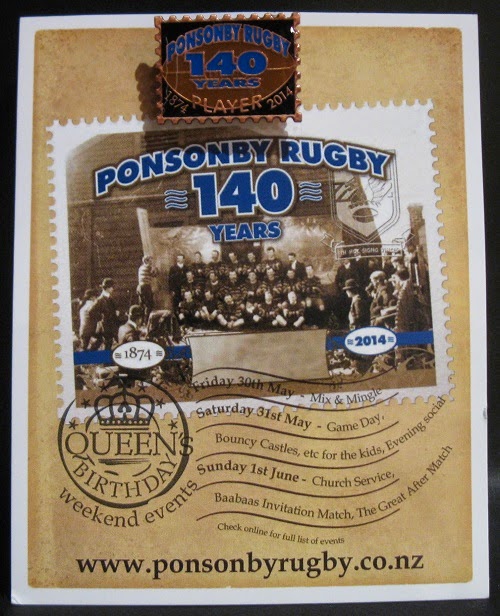 PONSONBY RUGBY
140
YEARS
1874 PLAYER 2014
PONSONBY RUGBY
140
YEARS
1874
2014
Friday 30th May - Mix & Mingle
Saturday 31st May - Game Day,
Bouncy Castles, etc for the kids, Evening social
Sunday 1st June - Church Service,
Baabaas Invitation Match, The Great After Match
Check online for full list of events
QUEENS
BIRTHDAY
weekend events
www.ponsonbyrugby.co.nz